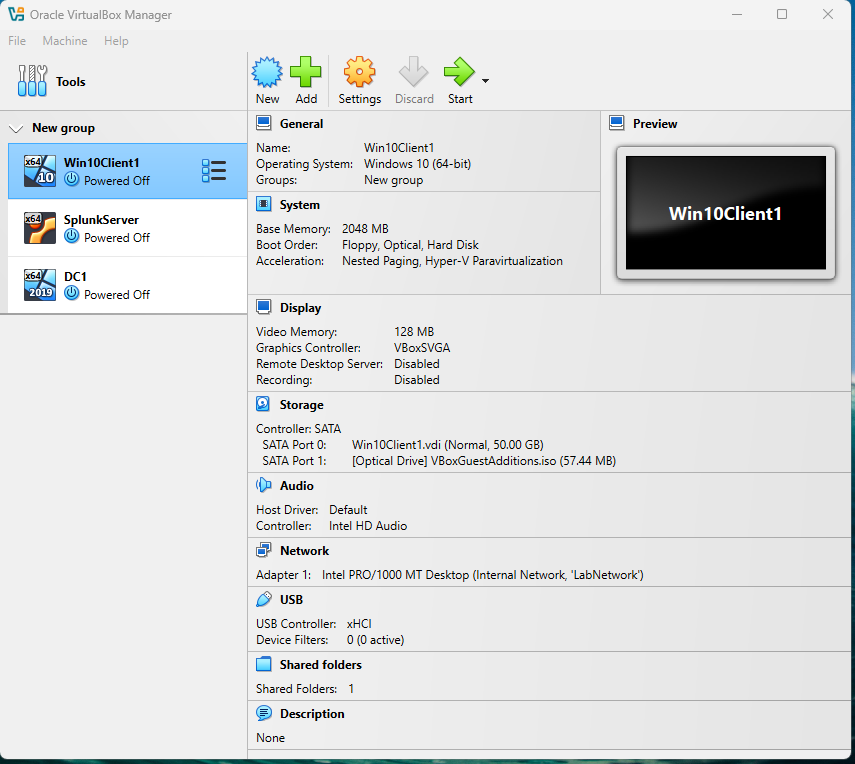 Oracle VirtualBox Manager
File Machine Help
Tools
New Add Settings Discard Start
New group
x64 10 Win10Client1
Powered Off
x64 SplunkServer
Powered Off
x64 2019 DC1
Powered Off
General
Name: Win10Client1
Operating System: Windows 10 (64-bit)
Groups: New group
System
Base Memory: 2048 MB
Boot Order: Floppy, Optical, Hard Disk
Acceleration: Nested Paging, Hyper-V Paravirtualization
Preview
Win10Client1
Display
Video Memory: 128 MB
Graphics Controller: VBoxSVGA
Remote Desktop Server: Disabled
Recording: Disabled
Storage
Controller: SATA
SATA Port 0: Win10Client1.vdi (Normal, 50.00 GB)
SATA Port 1: [Optical Drive] VBoxGuestAdditions.iso (57.44 MB)
Audio
Host Driver: Default
Controller: Intel HD Audio
Network
Adapter 1: Intel PRO/1000 MT Desktop (Internal Network, 'LabNetwork')
USB
USB Controller: xHCI
Device Filters: 0 (0 active)
Shared folders
Shared Folders: 1
Description
None